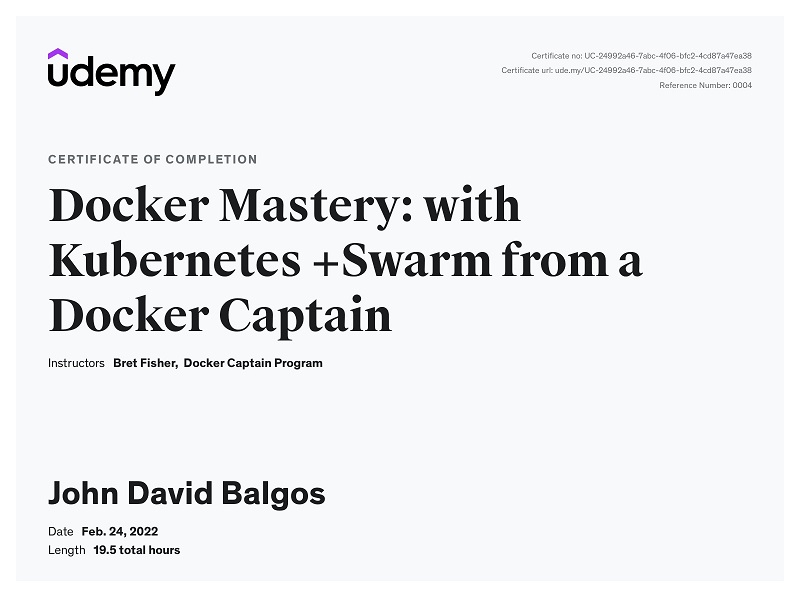 udemy
Certificate no: UC-24992a46-7abc-4f06-bfc2-4cd87a47ea38
Certificate url: ude.my/UC-24992a46-7abc-4f06-bfc2-4cd87a47ea38
Reference Number: 0004
CERTIFICATE OF COMPLETION
Docker Mastery: with
Kubernetes +Swarm from a
Docker Captain
Instructors Bret Fisher, Docker Captain Program
John David Balgos
Date Feb. 24, 2022
Length 19.5 total hours